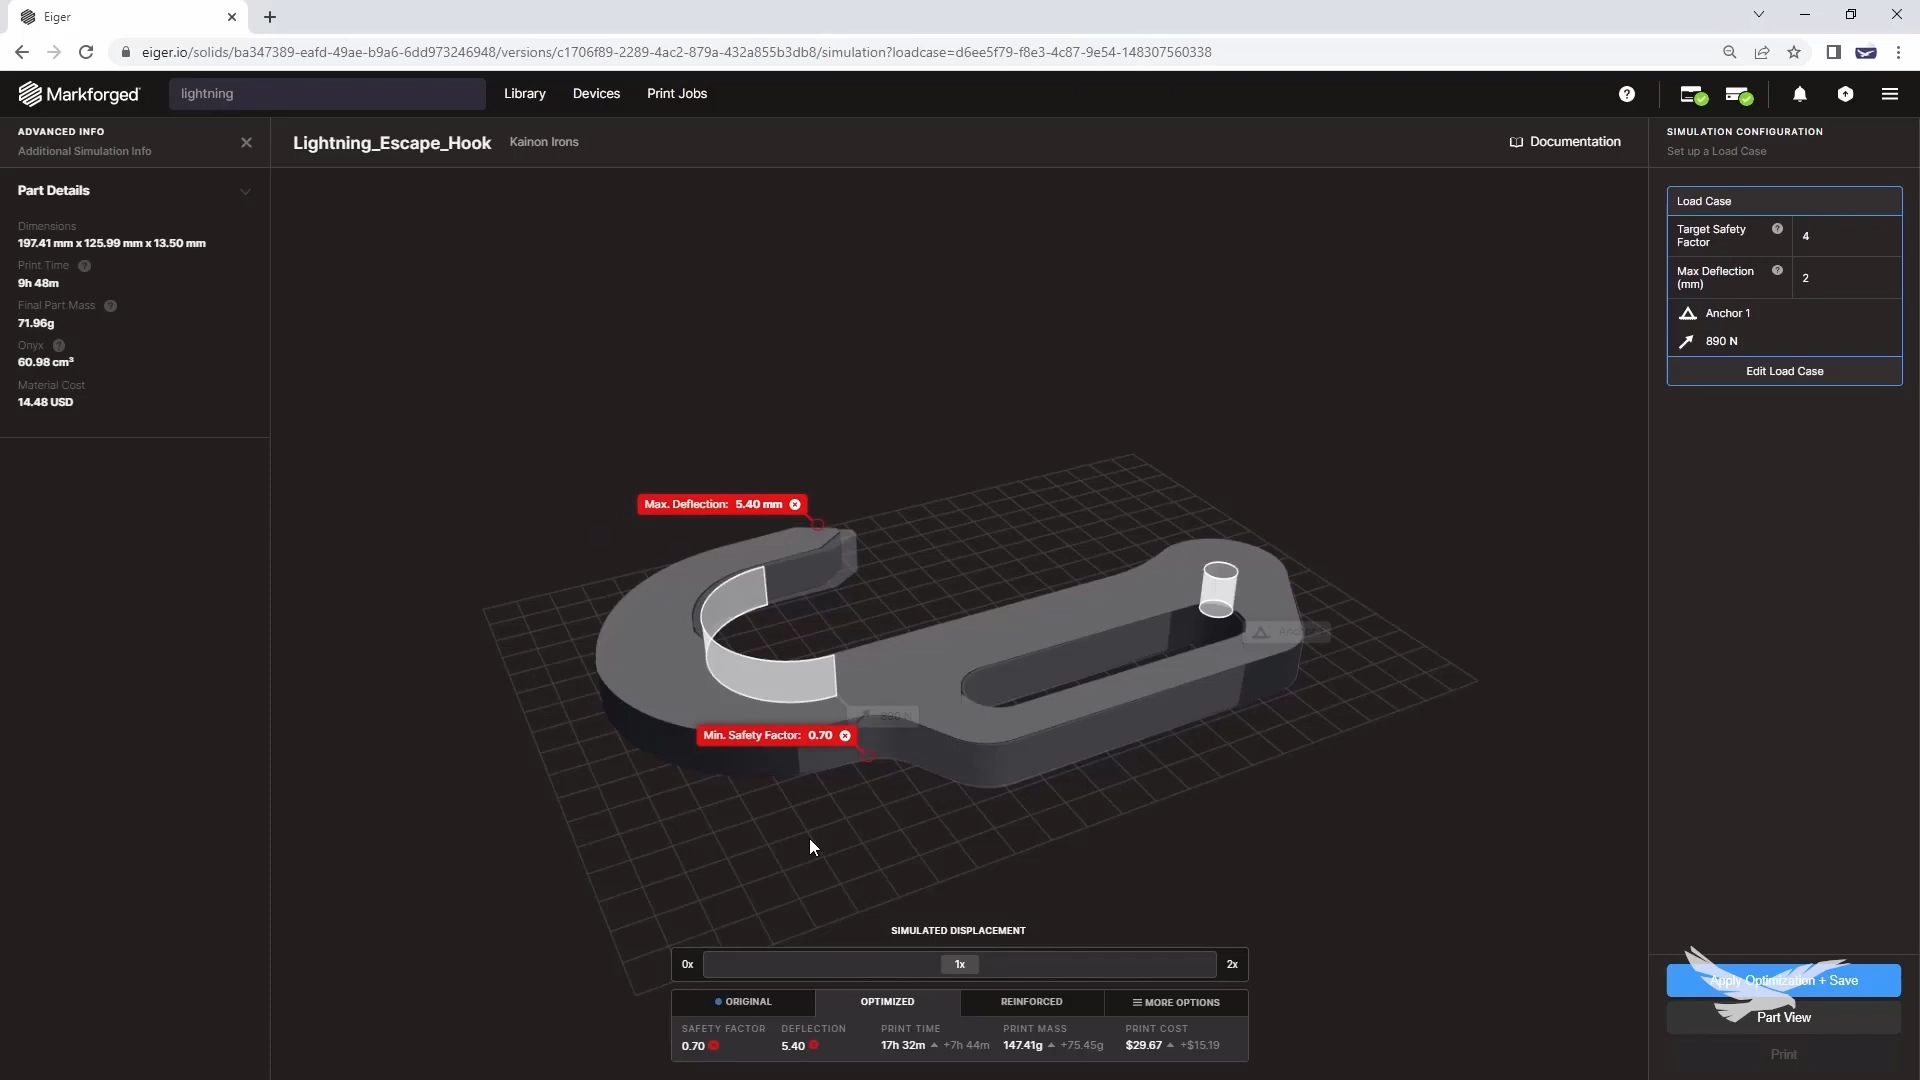 Eiger
eiger.io/solids/ba347389-eafd-49ae-b9a6-6dd973246948/versions/c1706f89-2289-4ac2-879a-432a855b3db8/simulation?loadcase=d6ee5f79-f8e3-4c87-9e54-148307560338
Markforged
lightning
Library
Devices
Print Jobs
ADVANCED INFO
Additional Simulation Info
Part Details
Dimensions
197.41 mm x 125.99 mm x 13.50 mm
Print Time
9h 48m
Final Part Mass
71.96g
Onyx
60.98 cm³
Material Cost
14.48 USD
Lightning_Escape_Hook Kainon Irons
Documentation
Max. Deflection: 5.40 mm
Anchor 1
890 N
Min. Safety Factor: 0.70
SIMULATED DISPLACEMENT
0x 1x 2x
ORIGINAL OPTIMIZED REINFORCED MORE OPTIONS
SAFETY FACTOR DEFLECTION PRINT TIME PRINT MASS PRINT COST
0.70 5.40 17h 32m +7h 44m 147.41g +75.45g $29.67 +$15.19
SIMULATION CONFIGURATION
Set up a Load Case
Load Case
Target Safety Factor 4
Max Deflection (mm) 2
Anchor 1
890 N
Edit Load Case
Apply Optimization + Save
Part View
Print